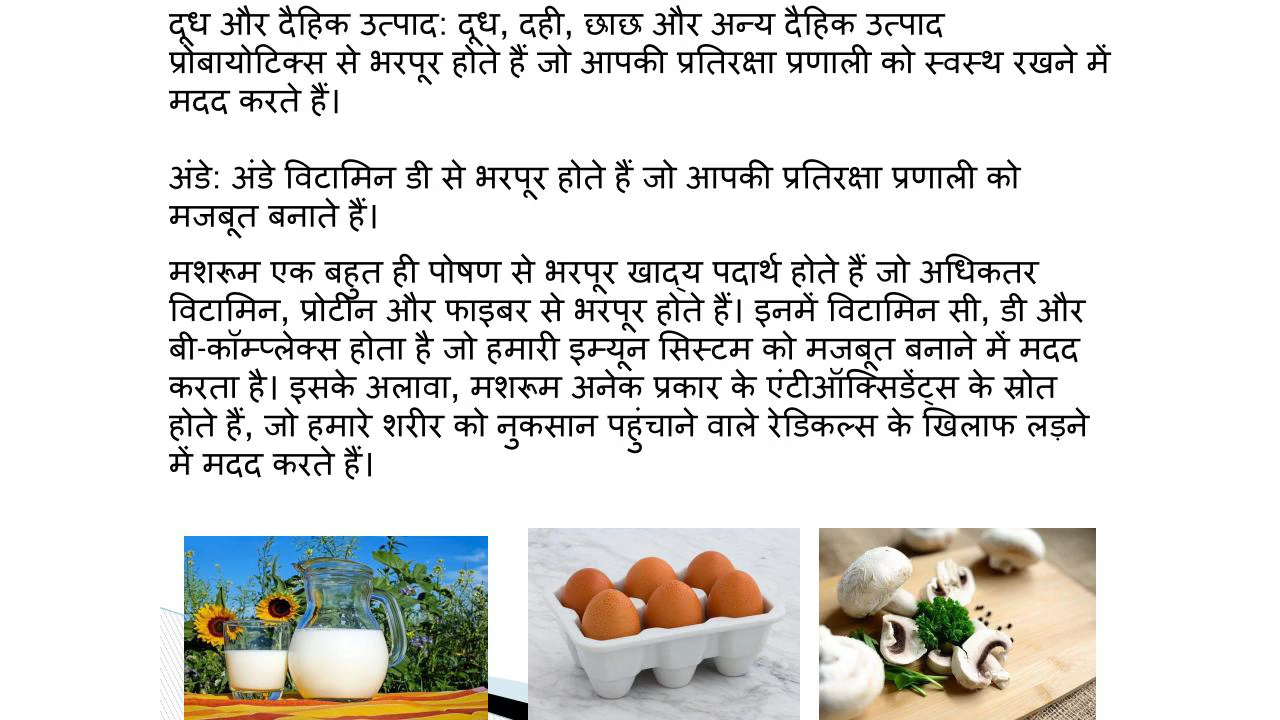 दूध और दैहिक उत्पाद: दूध, दही, छाछ और अन्य दैहिक उत्पाद
प्रोबायोटिक्स से भरपूर होते हैं जो आपकी प्रतिरक्षा प्रणाली को स्वस्थ रखने में
मदद करते हैं।
अंडे: अंडे विटामिन डी से भरपूर होते हैं जो आपकी प्रतिरक्षा प्रणाली को
मजबूत बनाते हैं।
मशरूम एक बहुत ही पोषण से भरपूर खाद्य पदार्थ होते हैं जो अधिकतर
विटामिन, प्रोटीन और फाइबर से भरपूर होते हैं। इनमें विटामिन सी, डी और
बी-कॉम्प्लेक्स होता है जो हमारी इम्यून सिस्टम को मजबूत बनाने में मदद
करता है। इसके अलावा, मशरूम अनेक प्रकार के एंटीऑक्सिडेंट्स के स्रोत
होते हैं, जो हमारे शरीर को नुकसान पहुंचाने वाले रेडिकल्स के खिलाफ लड़ने
में मदद करते हैं।